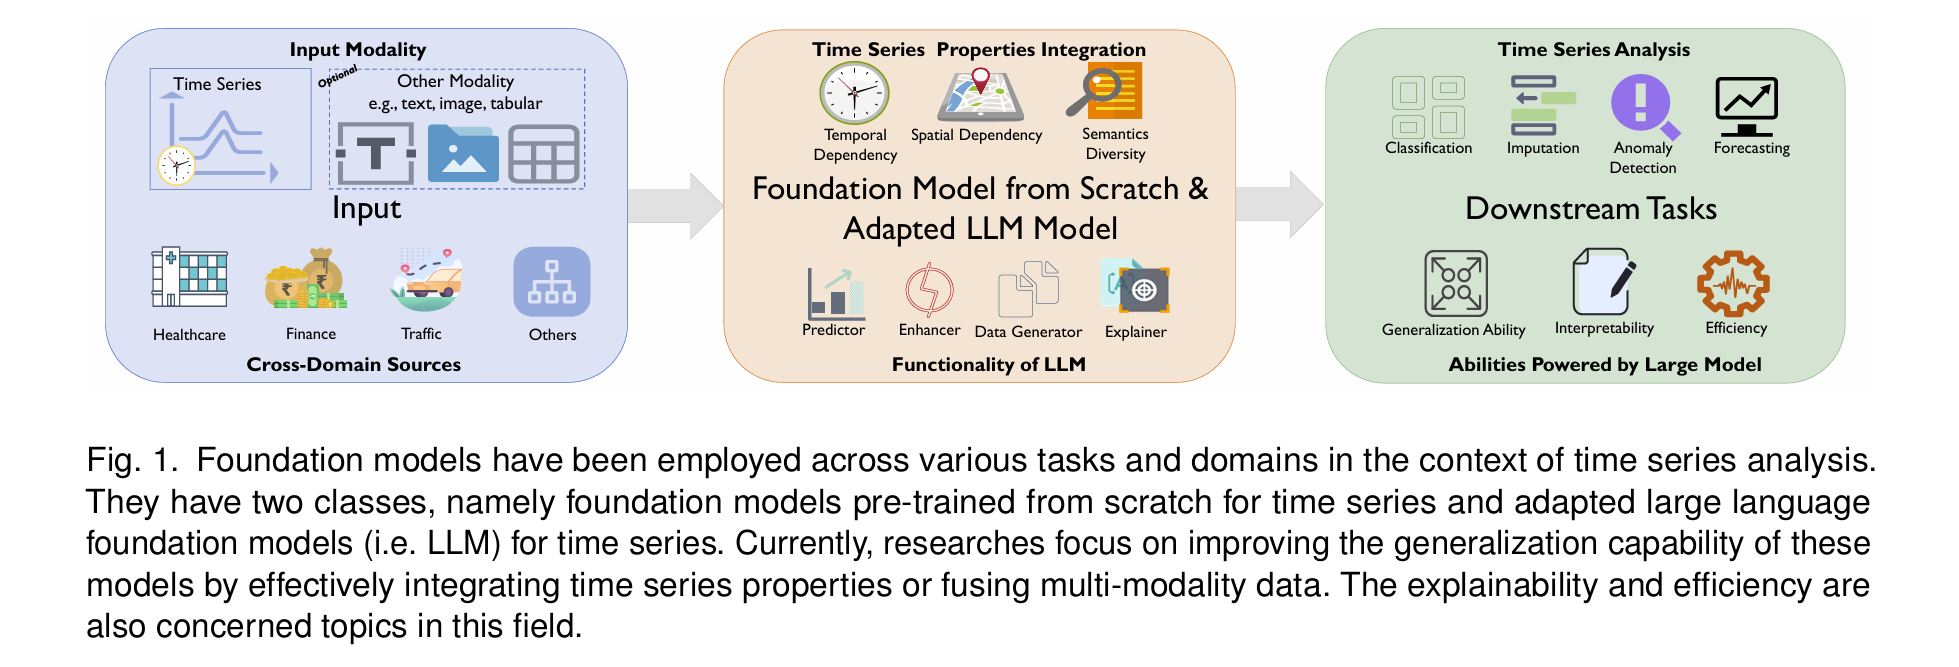 Input Modality
Time Series
Optional
Other Modality
e.g., text, image, tabular
T
Input
Healthcare
Finance
Traffic
Others
Cross-Domain Sources
Time Series Properties Integration
Temporal
Dependency
Spatial Dependency
Semantics
Diversity
Foundation Model from Scratch &
Adapted LLM Model
Predictor
Enhancer
Data Generator
Explainer
Functionality of LLM
Time Series Analysis
Classification
Imputation
Anomaly
Detection
Forecasting
Downstream Tasks
Generalization Ability
Interpretability
Efficiency
Abilities Powered by Large Model
Fig. 1. Foundation models have been employed across various tasks and domains in the context of time series analysis.
They have two classes, namely foundation models pre-trained from scratch for time series and adapted large language
foundation models (i.e. LLM) for time series. Currently, researches focus on improving the generalization capability of these
models by effectively integrating time series properties or fusing multi-modality data. The explainability and efficiency are
also concerned topics in this field.